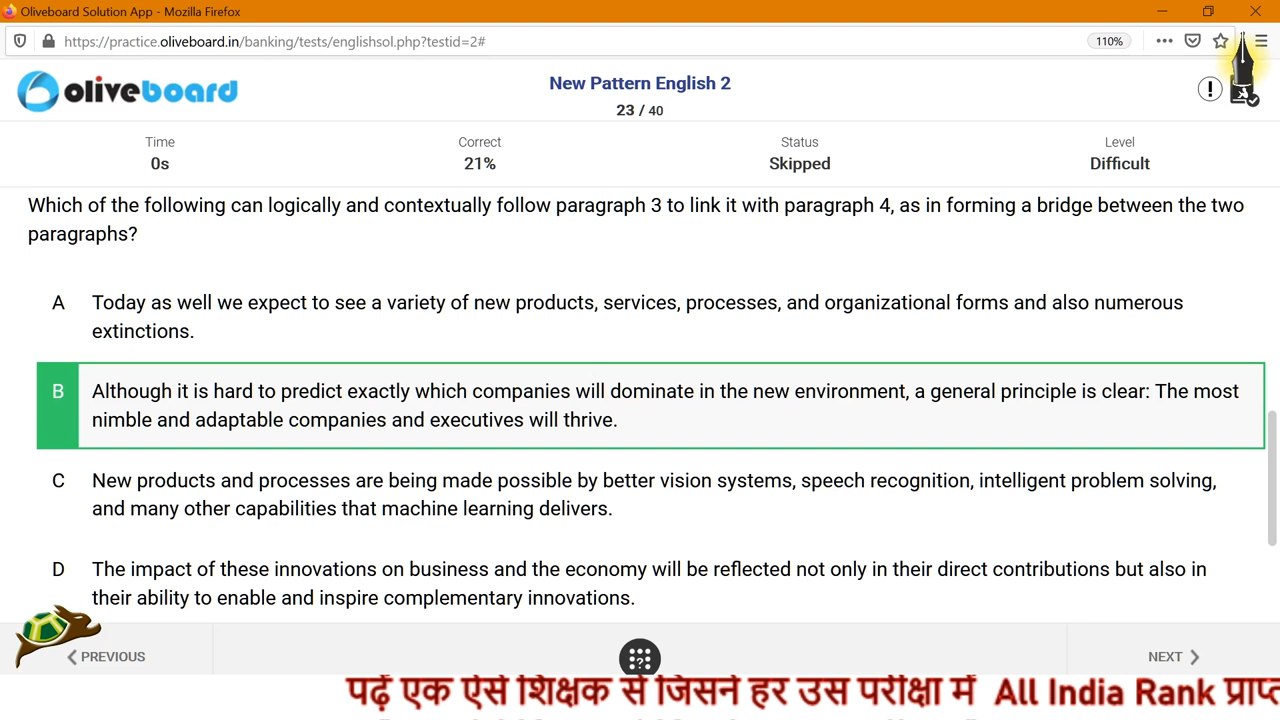 Oliveboard Solution App - Mozilla Firefox
https://practice.oliveboard.in/banking/tests/englishsol.php?testid=2#
110%
oliveboard
New Pattern English 2
23 / 40
Time
Correct
Status
Level
0s
21%
Skipped
Difficult
Which of the following can logically and contextually follow paragraph 3 to link it with paragraph 4, as in forming a bridge between the two
paragraphs?
A Today as well we expect to see a variety of new products, services, processes, and organizational forms and also numerous
extinctions.
B Although it is hard to predict exactly which companies will dominate in the new environment, a general principle is clear: The most
nimble and adaptable companies and executives will thrive.
C New products and processes are being made possible by better vision systems, speech recognition, intelligent problem solving,
and many other capabilities that machine learning delivers.
D The impact of these innovations on business and the economy will be reflected not only in their direct contributions but also in
their ability to enable and inspire complementary innovations.
PREVIOUS
?
NEXT
पढ़ें एक ऐसे शिक्षक से जिसने हर उस परीक्षा में All India Rank